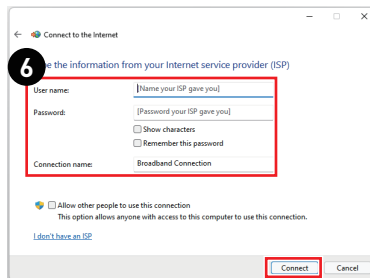 Connect to the Internet
6
e the information from your Internet service provider (ISP)
User name:
[Name your ISP gave you]
Password:
[Password your ISP gave you]
Show characters
Remember this password
Connection name:
Broadband Connection
Allow other people to use this connection
This option allows anyone with access to this computer to use this connection.
I don't have an ISP
Connect
Cancel